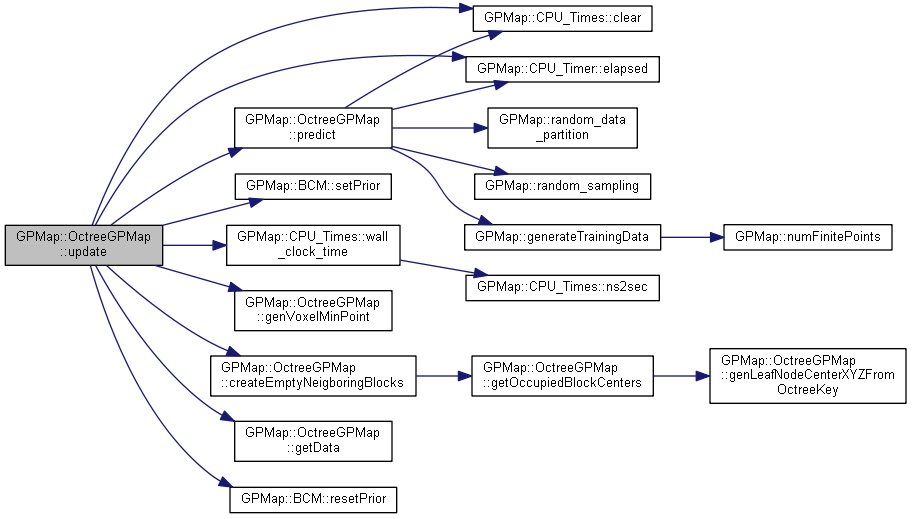 GPMap::CPU_Times::clear
GPMap::CPU_Timer::elapsed
GPMap::OctreeGPMap
::predict
GPMap::random_data
_partition
GPMap::BCM::setPrior
GPMap::random_sampling
GPMap::OctreeGPMap
::update
GPMap::CPU_Times::wall
_clock_time
GPMap::generateTrainingData
GPMap::numFinitePoints
GPMap::CPU_Times::ns2sec
GPMap::OctreeGPMap
::genVoxelMinPoint
GPMap::OctreeGPMap
::createEmptyNeigboringBlocks
GPMap::OctreeGPMap
::getOccupiedBlockCenters
GPMap::OctreeGPMap
::genLeafNodeCenterXYZFrom
OctreeKey
GPMap::OctreeGPMap
::getData
GPMap::BCM::resetPrior